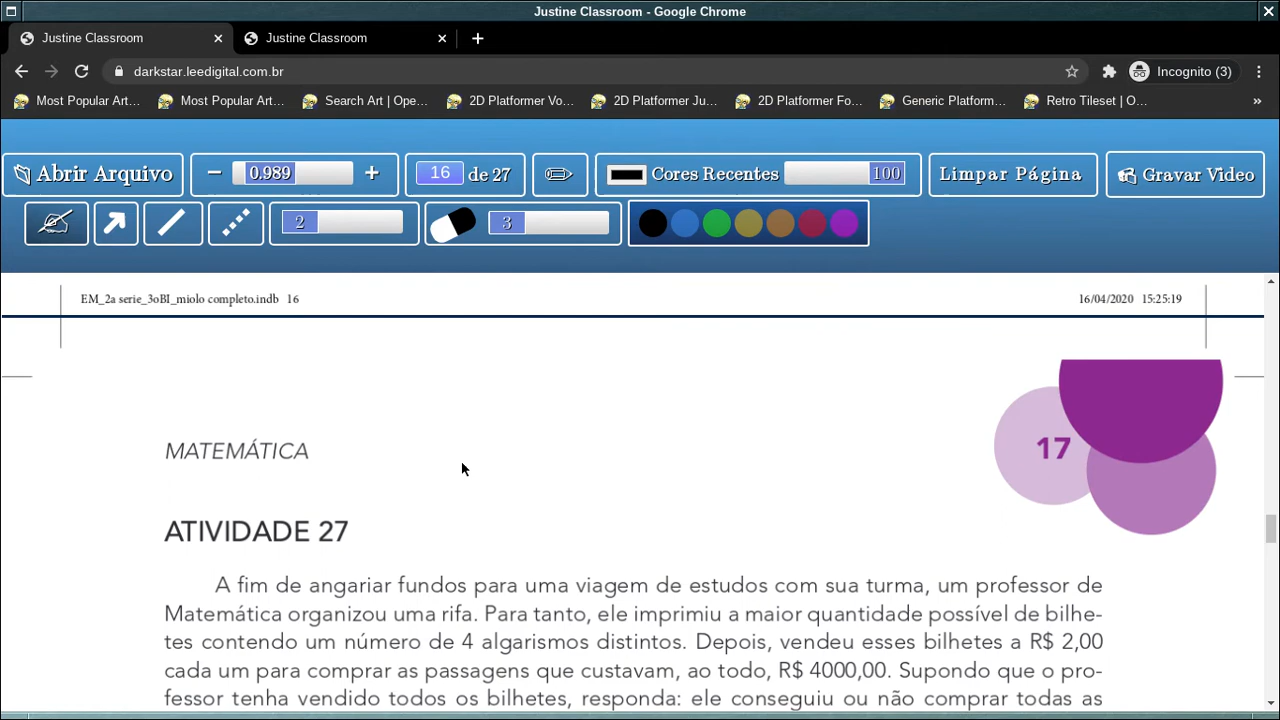 Justine Classroom - Google Chrome
Justine Classroom
Justine Classroom
darkstar.leedigital.com.br
Incognito (3)
Most Popular Art...
Most Popular Art...
Search Art | Ope...
2D Platformer Vo...
2D Platformer Ju...
2D Platformer Fo...
Generic Platform...
Retro Tileset | O...
»
Abrir Arquivo
− 0,989 +
16 de 27
Cores Recentes 100
Limpar Página
Gravar Video
2
3
EM_2a serie_3oBI_miolo completo.indb 16
16/04/2020 15:25:19
MATEMÁTICA
17
ATIVIDADE 27
A fim de angariar fundos para uma viagem de estudos com sua turma, um professor de
Matemática organizou uma rifa. Para tanto, ele imprimiu a maior quantidade possível de bilhe-
tes contendo um número de 4 algarismos distintos. Depois, vendeu esses bilhetes a R$ 2,00
cada um para comprar as passagens que custavam, ao todo, R$ 4000,00. Supondo que o pro-
fessor tenha vendido todos os bilhetes, responda: ele conseguiu ou não comprar todas as